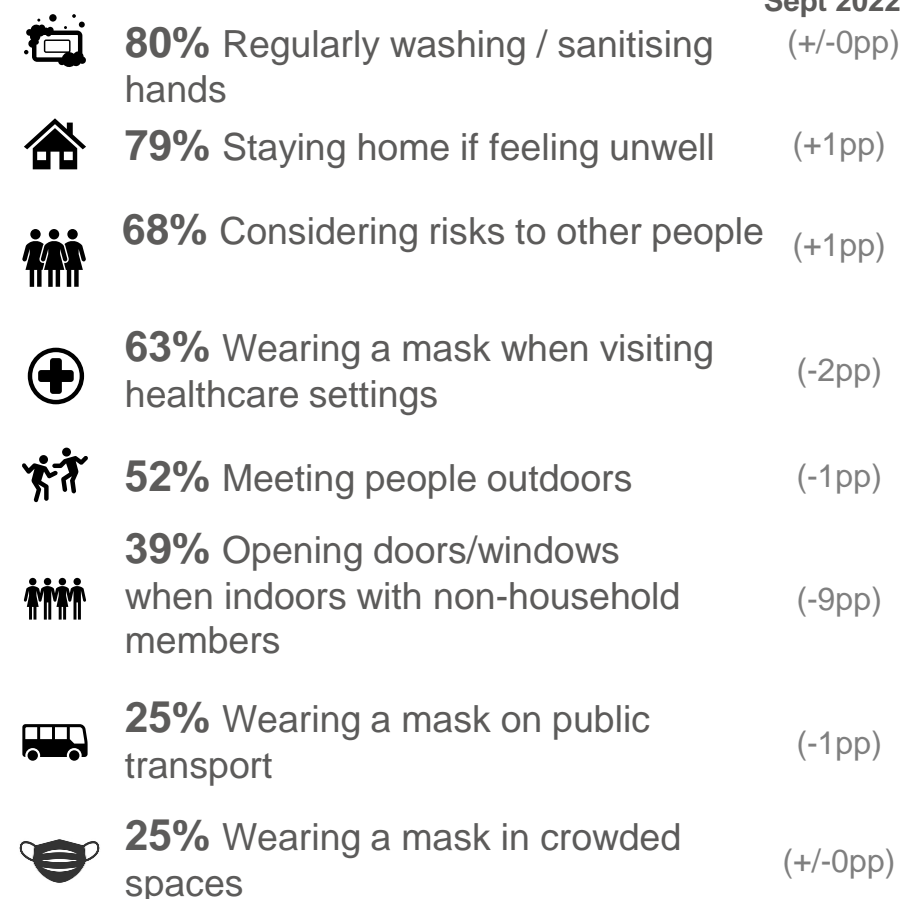 Sept 2022
80% Regularly washing / sanitising (+/-0pp)
hands
79% Staying home if feeling unwell (+1pp)
68% Considering risks to other people (+1pp)
63% Wearing a mask when visiting
healthcare settings (-2pp)
52% Meeting people outdoors (-1pp)
39% Opening doors/windows
when indoors with non-household (-9pp)
members
25% Wearing a mask on public
transport (-1pp)
25% Wearing a mask in crowded
spaces (+/-0pp)